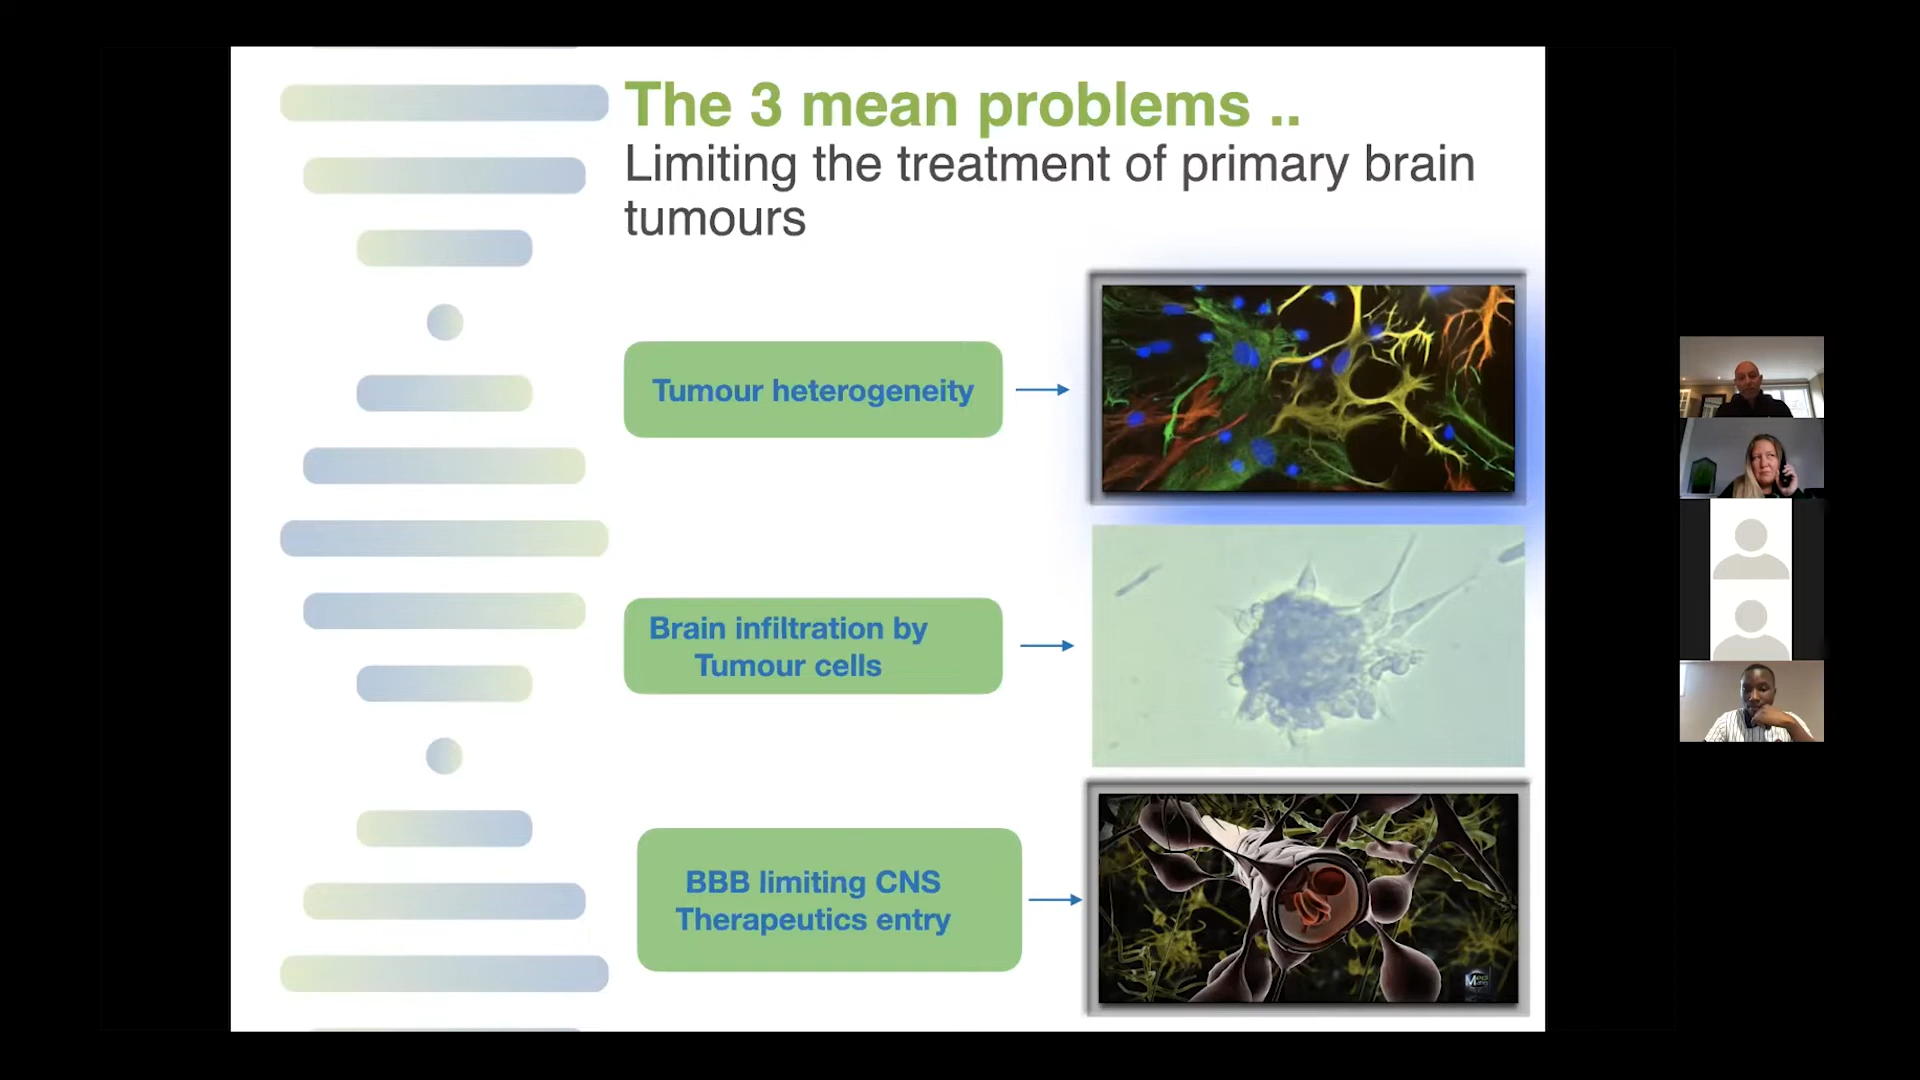 The 3 mean problems ..
Limiting the treatment of primary brain
tumours
Tumour heterogeneity
Brain infiltration by
Tumour cells
BBB limiting CNS
Therapeutics entry